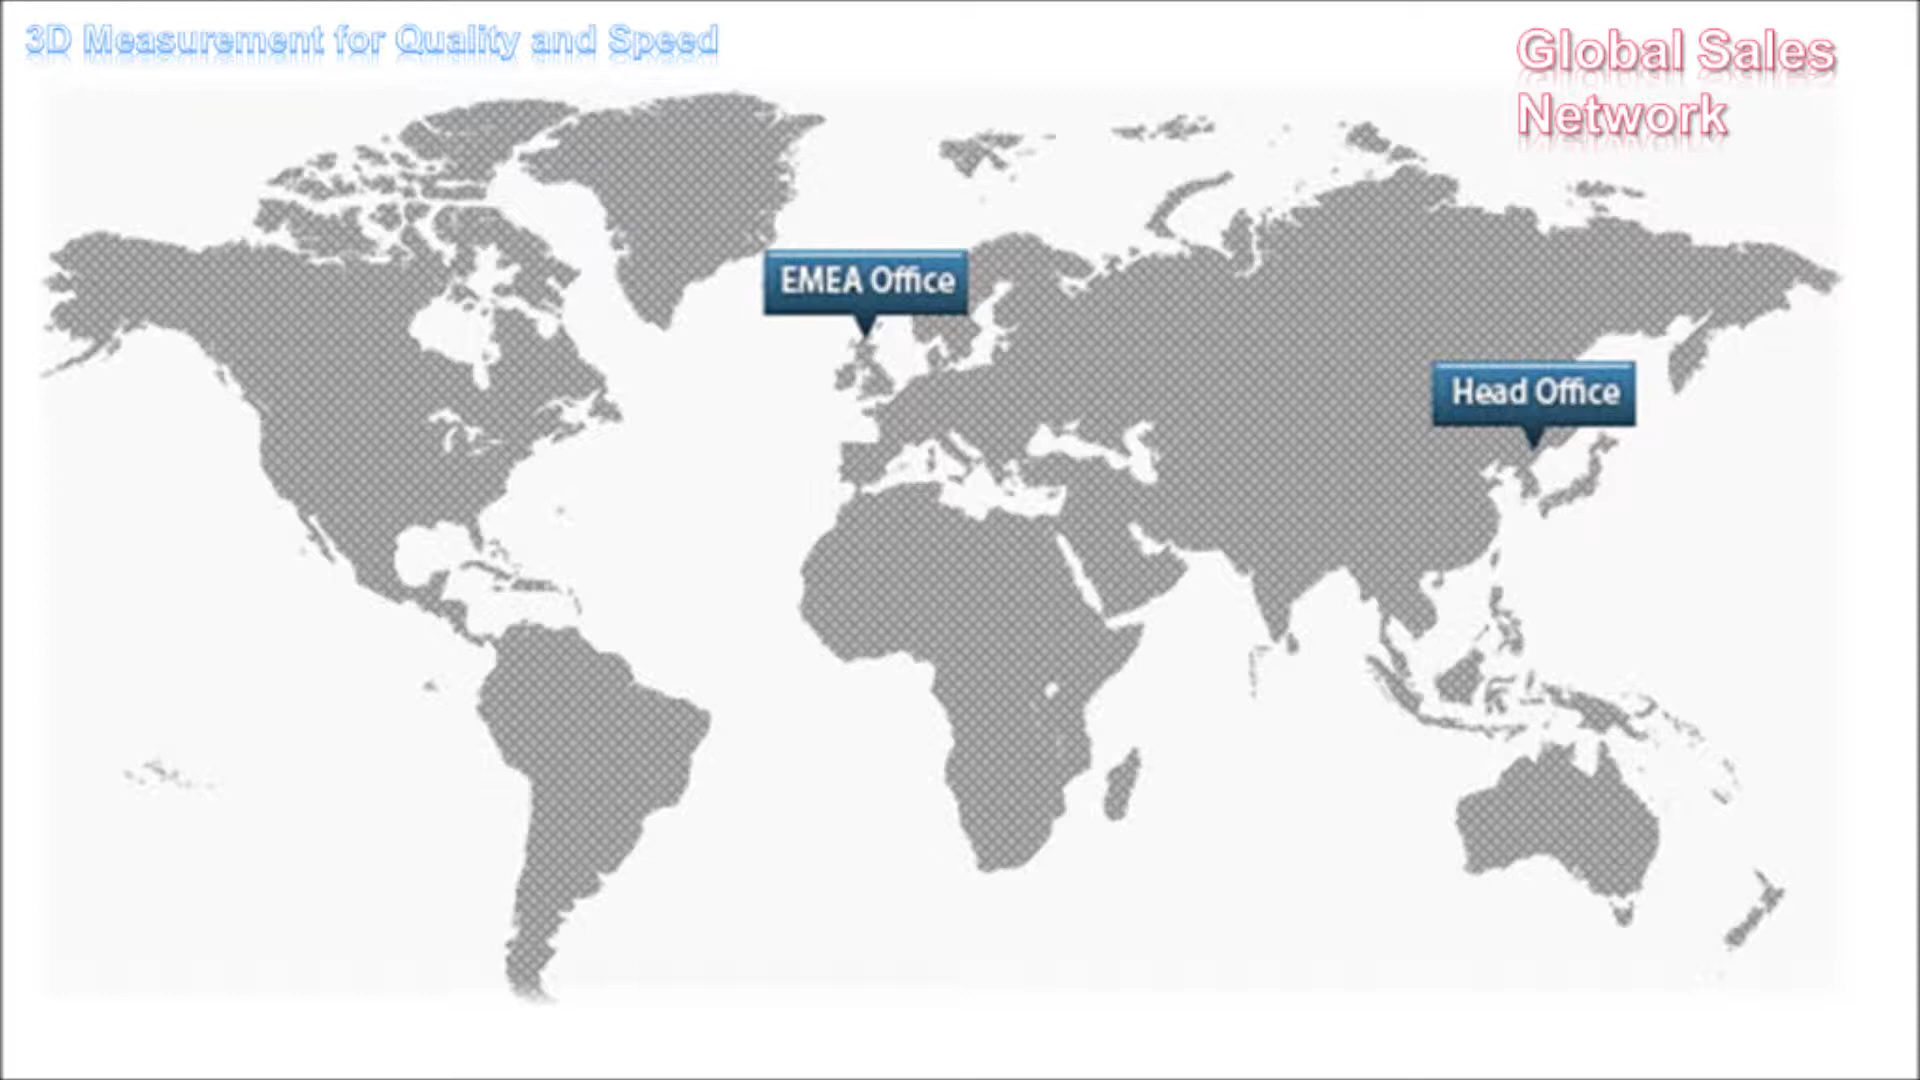 3D Measurement for Quality and Speed
Global Sales
Network
EMEA Office
Head Office